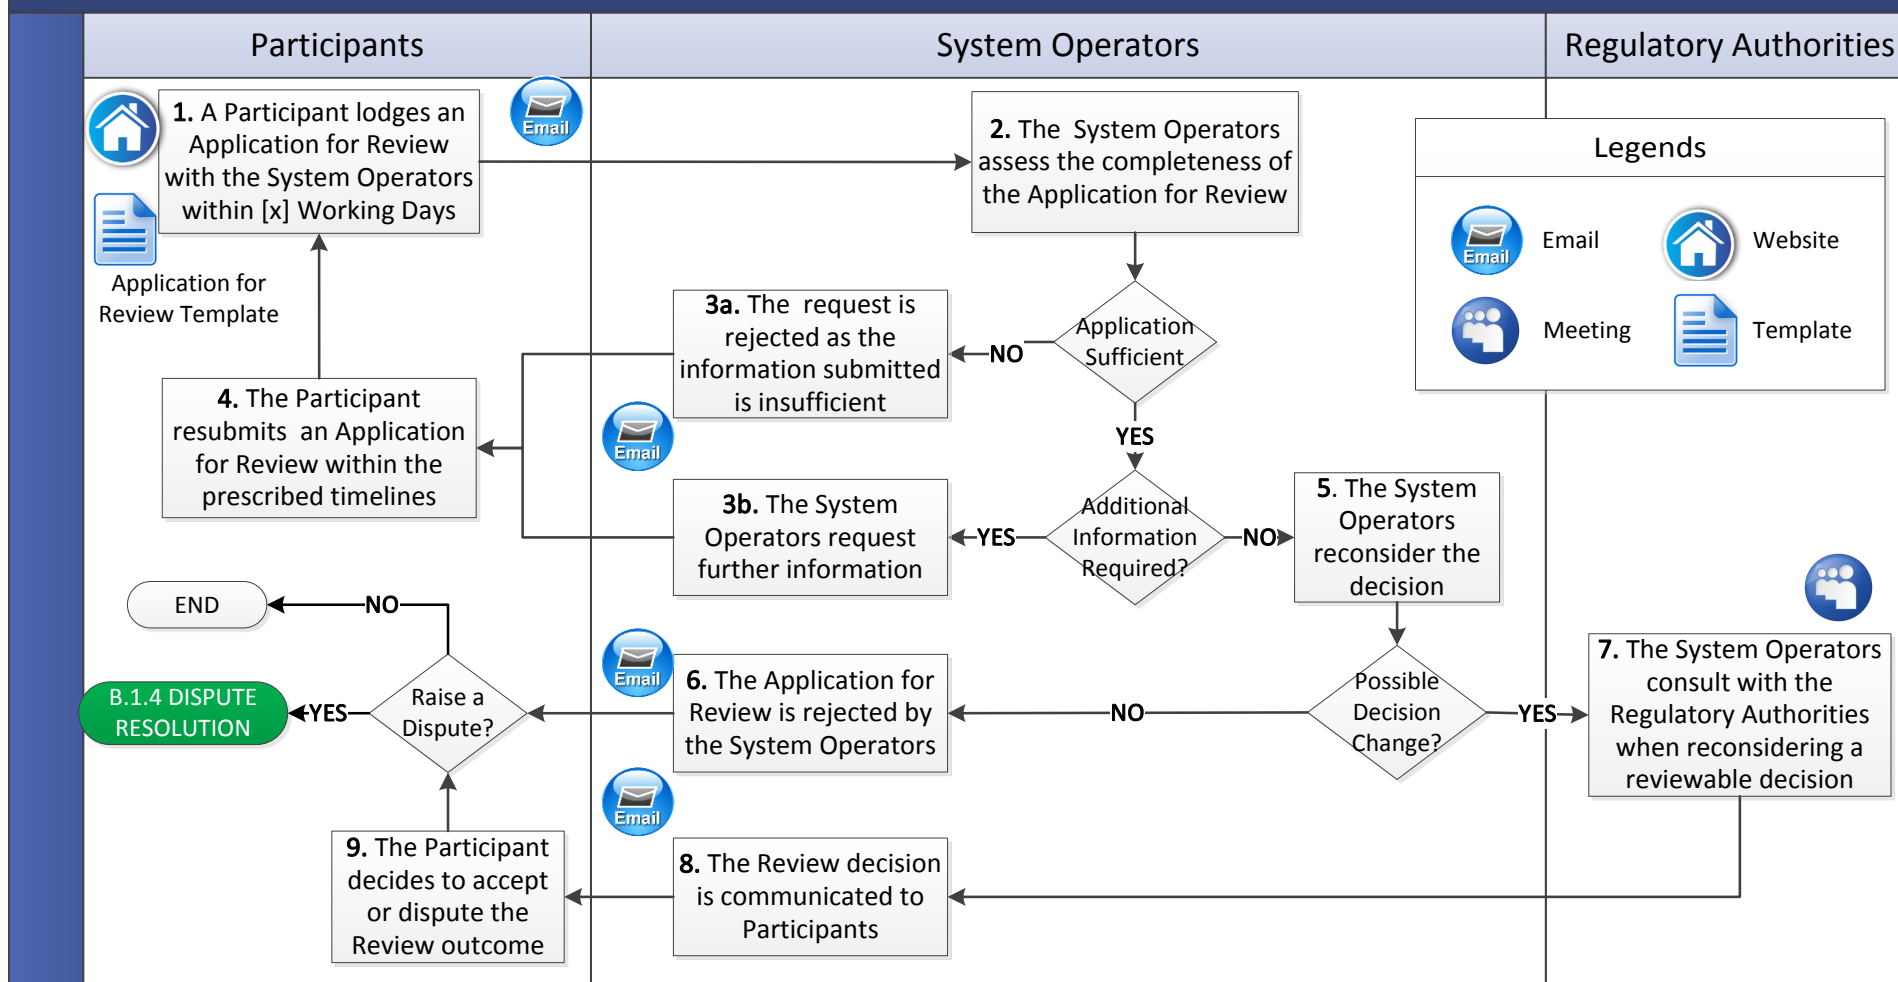 Participants
System Operators
Regulatory Authorities
1. A Participant lodges an
Application for Review
with the System Operators
within [x] Working Days
Email
Application for
Review Template
2. The System Operators
assess the completeness of
the Application for Review
Legends
Email
Email
Website
Meeting
Template
Application
Sufficient
NO
YES
3a. The request is
rejected as the
information submitted
is insufficient
Email
4. The Participant
resubmits an Application
for Review within the
prescribed timelines
3b. The System
Operators request
further information
YES
Additional
Information
Required?
NO
5. The System
Operators
reconsider the
decision
END
NO
B.1.4 DISPUTE
RESOLUTION
YES
Raise a
Dispute?
Email
6. The Application for
Review is rejected by
the System Operators
NO
Possible
Decision
Change?
YES
7. The System Operators
consult with the
Regulatory Authorities
when reconsidering a
reviewable decision
Email
8. The Review decision
is communicated to
Participants
9. The Participant
decides to accept
or dispute the
Review outcome